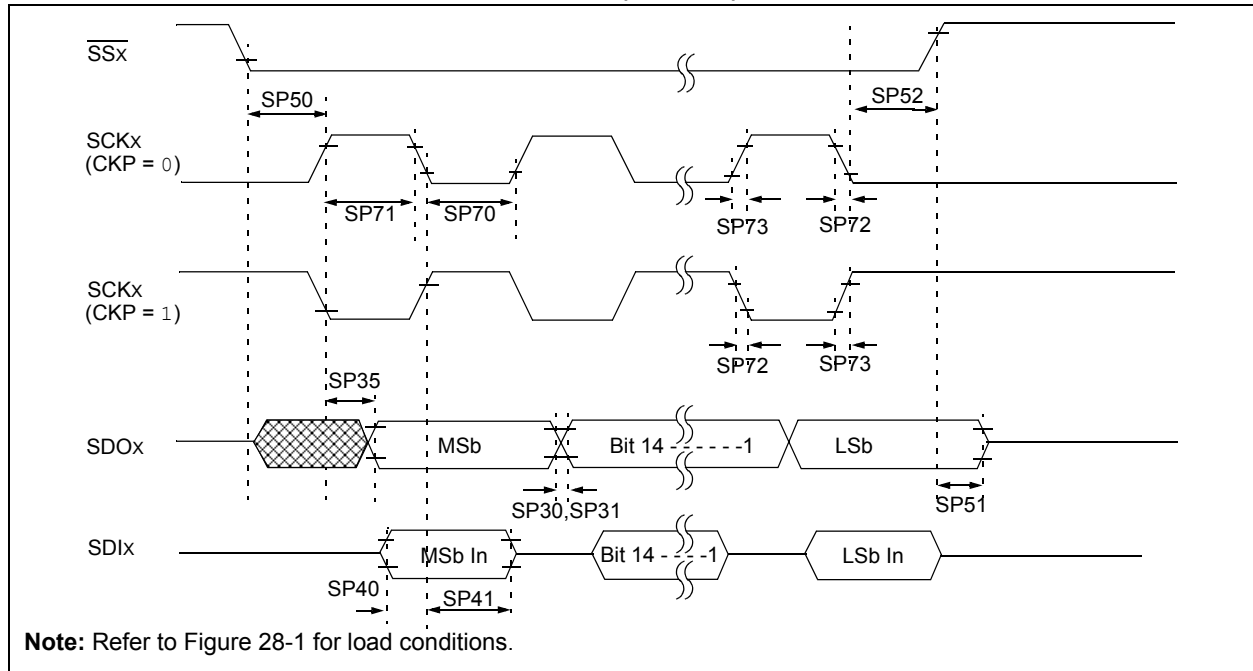 SSx
SP50
SP52
SCKx
(CKP = 0)
SP71
SP70
SP73
SP72
SCKx
(CKP = 1)
SP72
SP73
SP35
SDOx
MSb
Bit 14 - - - - - -1
LSb
SP30,SP31
SP51
SDIx
MSb In
Bit 14 - - - -1
LSb In
SP40
SP41
Note: Refer to Figure 28-1 for load conditions.